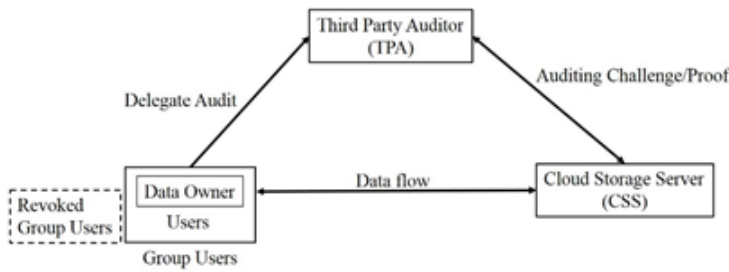 Third Party Auditor
(TPA)
Delegate Audit
Auditing Challenge/Proof
Data Owner
Users
Group Users
Revoked
Group Users
Data flow
Cloud Storage Server
(CSS)